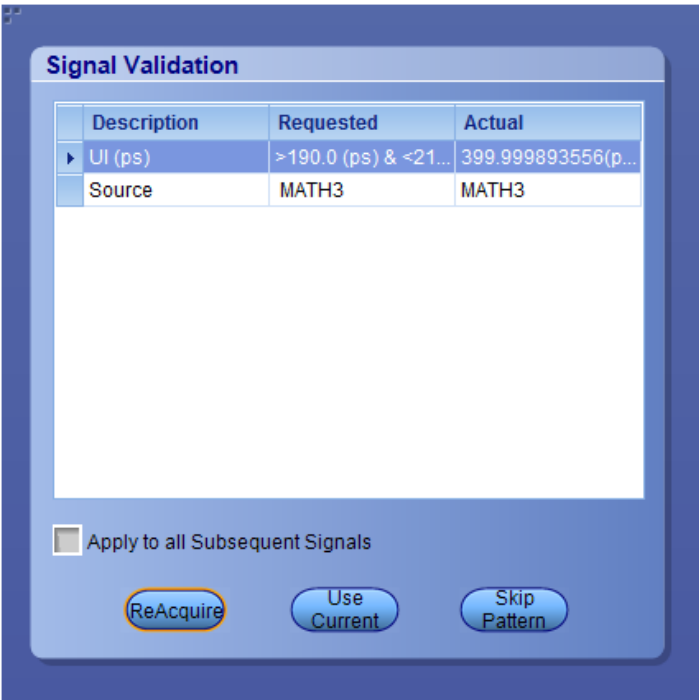 Signal Validation
Description Requested Actual
UI (ps) >190.0 (ps) & <21... 399.999893556(p...
Source MATH3 MATH3
Apply to all Subsequent Signals
ReAcquire Use Current Skip Pattern